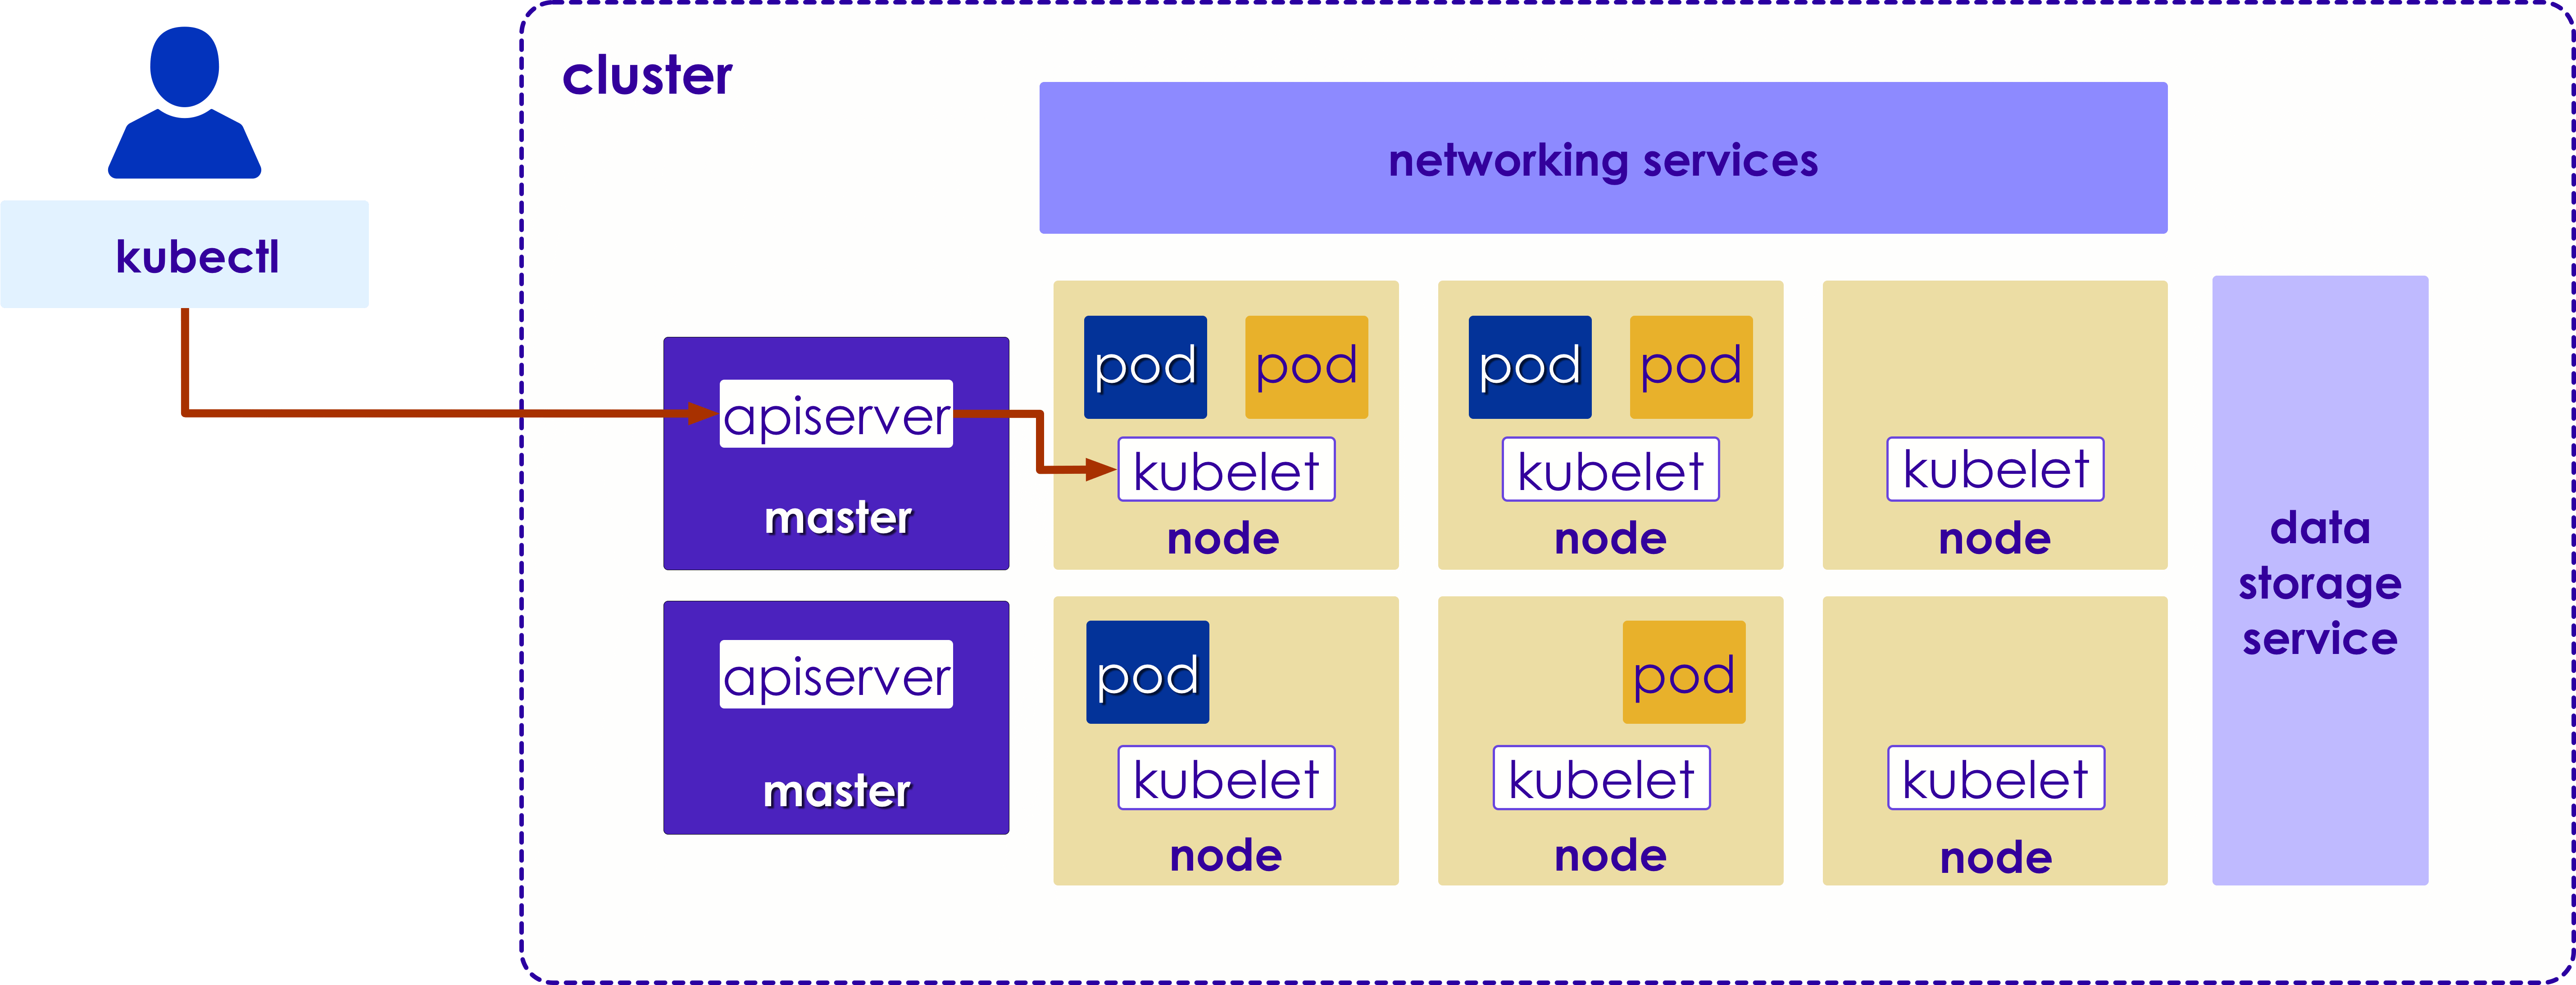 cluster
networking services
kubectl
pod pod pod pod
apiserver
kubelet kubelet kubelet
master
node node node
data
storage
service
pod pod
apiserver
kubelet kubelet kubelet
master
node node node